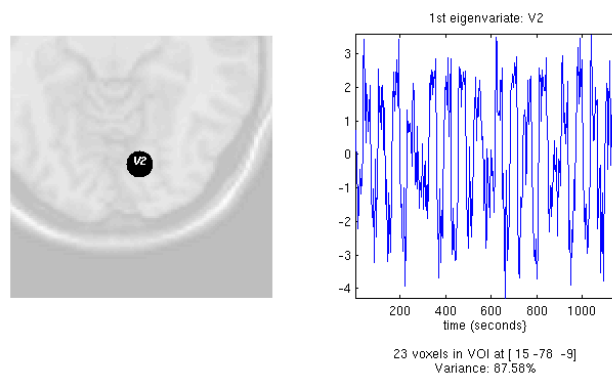 V2
1st eigenvariate: V2
3
2
1
0
-1
-2
-3
-4
200 400 600 800 1000
time {seconds}
23 voxels in VOI at [ 15 -78 -9]
Variance: 87.58%